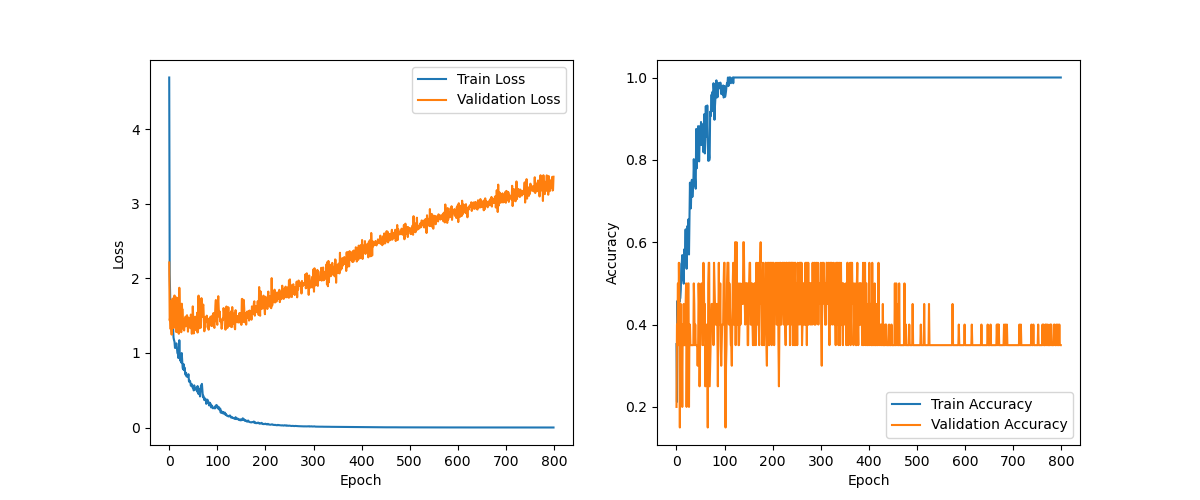 Train Loss
Validation Loss
4
3
2
1
0
Loss
0 100 200 300 400 500 600 700 800
Epoch
1.0
0.8
0.6
0.4
0.2
Accuracy
Train Accuracy
Validation Accuracy
0 100 200 300 400 500 600 700 800
Epoch